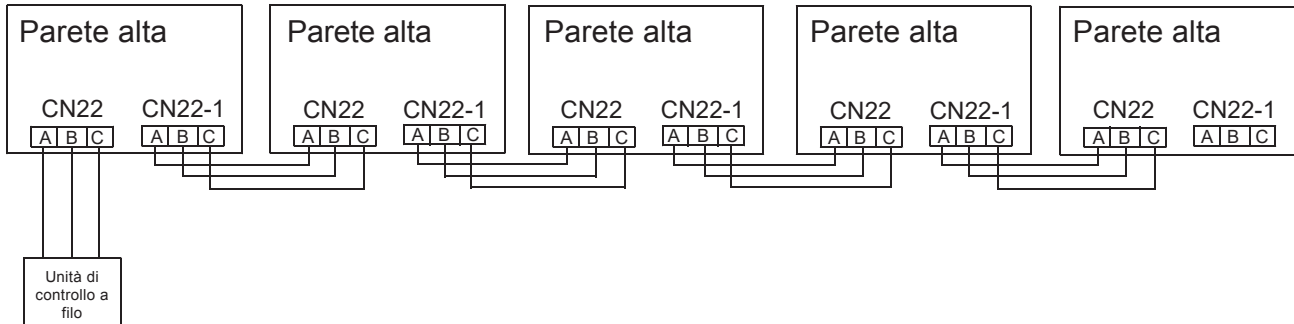 Parete alta Parete alta Parete alta Parete alta Parete alta
CN22 CN22-1 CN22 CN22-1 CN22 CN22-1 CN22 CN22-1 CN22 CN22-1
A B C A B C A B C A B C A B C A B C A B C A B C A B C A B C
Unità di
controllo a
filo